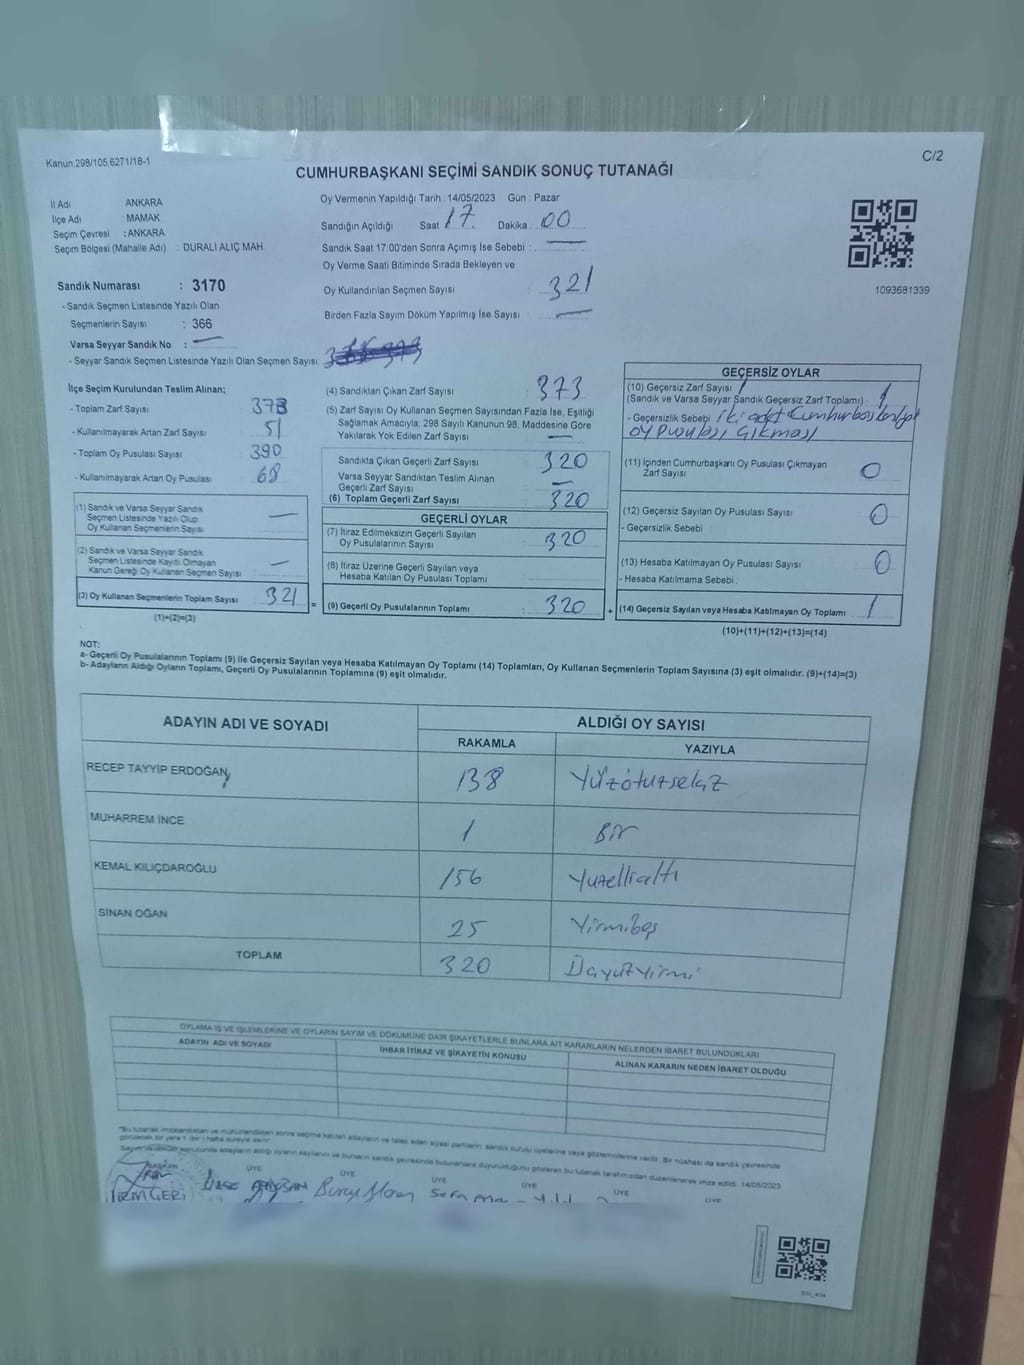 Kanun.298/105,6271/18-1
C/2
CUMHURBAŞKANI SEÇİMİ SANDIK SONUÇ TUTANAĞI
İl Adı ANKARA
İlçe Adı : MAMAK
Seçim Çevresi : ANKARA
Seçim Bölgesi (Mahalle Adı) : DURALİ ALIÇ MAH
Sandık Numarası : 3170
- Sandık Seçmen Listesinde Yazılı Olan
Seçmenlerin Sayısı : 366
Varsa Seyyar Sandık No : —
- Seyyar Sandık Seçmen Listesinde Yazılı Olan Seçmen Sayısı:
Oy Vermenin Yapıldığı Tarih : 14/05/2023 Gün : Pazar
Sandığın Açıldığı Saat 17. Dakika 00
Sandık Saat 17:00'den Sonra Açımış İse Sebebi : —
Oy Verme Saati Bitiminde Sırada Bekleyen ve
Oy Kullandırılan Seçmen Sayısı : 321
Birden Fazla Sayım Döküm Yapılmış İse Sayısı : —
1093681339
İlçe Seçim Kurulundan Teslim Alınan;
- Toplam Zarf Sayısı 373
- Kullanılmayarak Artan Zarf Sayısı 51
- Toplam Oy Pusulası Sayısı 390
- Kullanılmayarak Artan Oy Pusulası 68
(1) Sandık ve Varsa Seyyar Sandık
Seçmen Listesinde Yazılı Olup
Oy Kullanan Seçmenlerin Sayısı —
(2) Sandık ve Varsa Seyyar Sandık
Seçmen Listesinde Kayıtlı Olmayan
Kanun Gereği Oy Kullanan Seçmen Sayısı —
(3) Oy Kullanan Seçmenlerin Toplam Sayısı 321 =
(1)+(2)=(3)
(4) Sandıktan Çıkan Zarf Sayısı : 373
(5) Zarf Sayısı Oy Kullanan Seçmen Sayısından Fazla İse, Eşitliği
Sağlamak Amacıyla, 298 Sayılı Kanunun 98. Maddesine Göre
Yakılarak Yok Edilen Zarf Sayısı —
Sandıkta Çıkan Geçerli Zarf Sayısı 320
Varsa Seyyar Sandıktan Teslim Alınan
Geçerli Zarf Sayısı —
(6) Toplam Geçerli Zarf Sayısı 320
GEÇERLİ OYLAR
(7) İtiraz Edilmeksizin Geçerli Sayılan
Oy Pusulalarının Sayısı 320
(8) İtiraz Üzerine Geçerli Sayılan veya
Hesaba Katılan Oy Pusulası Toplamı
(9) Geçerli Oy Pusulalarının Toplamı : 320 +
GEÇERSİZ OYLAR
(10) Geçersiz Zarf Sayısı 1
(Sandık ve Varsa Seyyar Sandık Geçersiz Zarf Toplamı) : 1
- Geçersizlik Sebebi iki adet Cumhurbaşkanlığı
oy pusulası çıkması
(11) İçinden Cumhurbaşkanı Oy Pusulası Çıkmayan
Zarf Sayısı 0
(12) Geçersiz Sayılan Oy Pusulası Sayısı : 0
- Geçersizlik Sebebi :
(13) Hesaba Katılmayan Oy Pusulası Sayısı : 0
- Hesaba Katılmama Sebebi :
(14) Geçersiz Sayılan veya Hesaba Katılmayan Oy Toplamı : 1
(10)+(11)+(12)+(13)=(14)
NOT:
a- Geçerli Oy Pusulalarının Toplamı (9) ile Geçersiz Sayılan veya Hesaba Katılmayan Oy Toplamı (14) Toplamları, Oy Kullanan Seçmenlerin Toplam Sayısına (3) eşit olmalıdır. (9)+(14)=(3)
b- Adayların Aldığı Oyların Toplamı, Geçerli Oy Pusulalarının Toplamına (9) eşit olmalıdır.
ADAYIN ADI VE SOYADI ALDIĞI OY SAYISI
RAKAMLA YAZIYLA
RECEP TAYYİP ERDOĞAN 138 Yüzotuzsekiz
MUHARREM İNCE 1 Bir
KEMAL KILIÇDAROĞLU 156 Yüzellialtı
SİNAN OĞAN 25 Yirmibeş
TOPLAM 320 Üçyüzyirmi
OYLAMA İŞ VE İŞLEMLERİNE VE OYLARIN SAYIM VE DÖKÜMÜNE DAİR ŞİKAYETLERLE BUNLARA AİT KARARLARIN NELERDEN İBARET BULUNDUKLARI
ADAYIN ADI VE SOYADI İHBAR İTİRAZ VE ŞİKAYETİN KONUSU ALINAN KARARIN NEDEN İBARET OLDUĞU
BAŞKAN ÜYE ÜYE ÜYE ÜYE ÜYE ÜYE